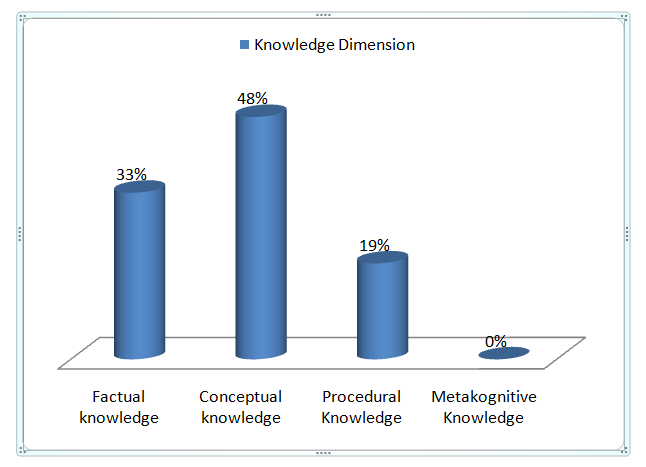 Knowledge Dimension
48%
33%
19%
0%
Factual knowledge
Conceptual knowledge
Procedural Knowledge
Metakognitive Knowledge